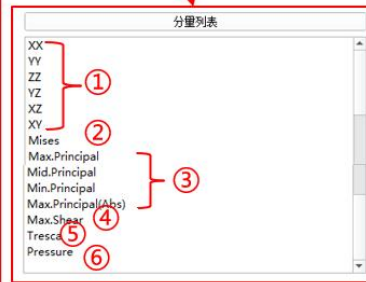 分量列表
XX
YY
ZZ
YZ
XZ
XY
①
Mises
②
Max.Principal
Mid.Principal
Min.Principal
Max.Principal(Abs)
③
Max.Shear
④
Tresca
⑤
Pressure
⑥